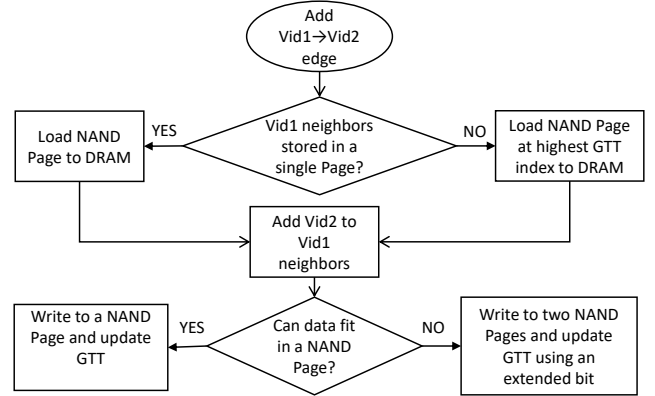 Add
Vid1→Vid2
edge
Vid1 neighbors
stored in a
single Page?
YES
NO
Load NAND
Page to DRAM
Load NAND Page
at highest GTT
index to DRAM
Add Vid2 to
Vid1
neighbors
Can data fit
in a NAND
Page?
YES
NO
Write to a NAND
Page and update
GTT
Write to two NAND
Pages and update
GTT using an
extended bit